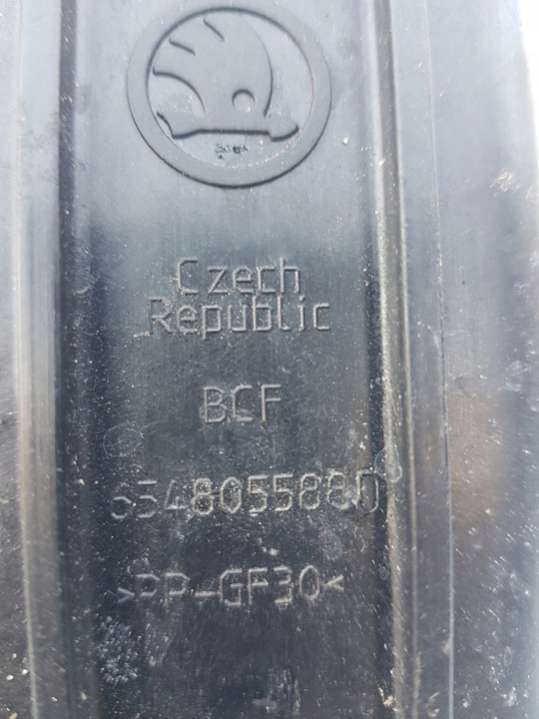 Czech
Republic
BCF
654805588D
>PP-GF30<